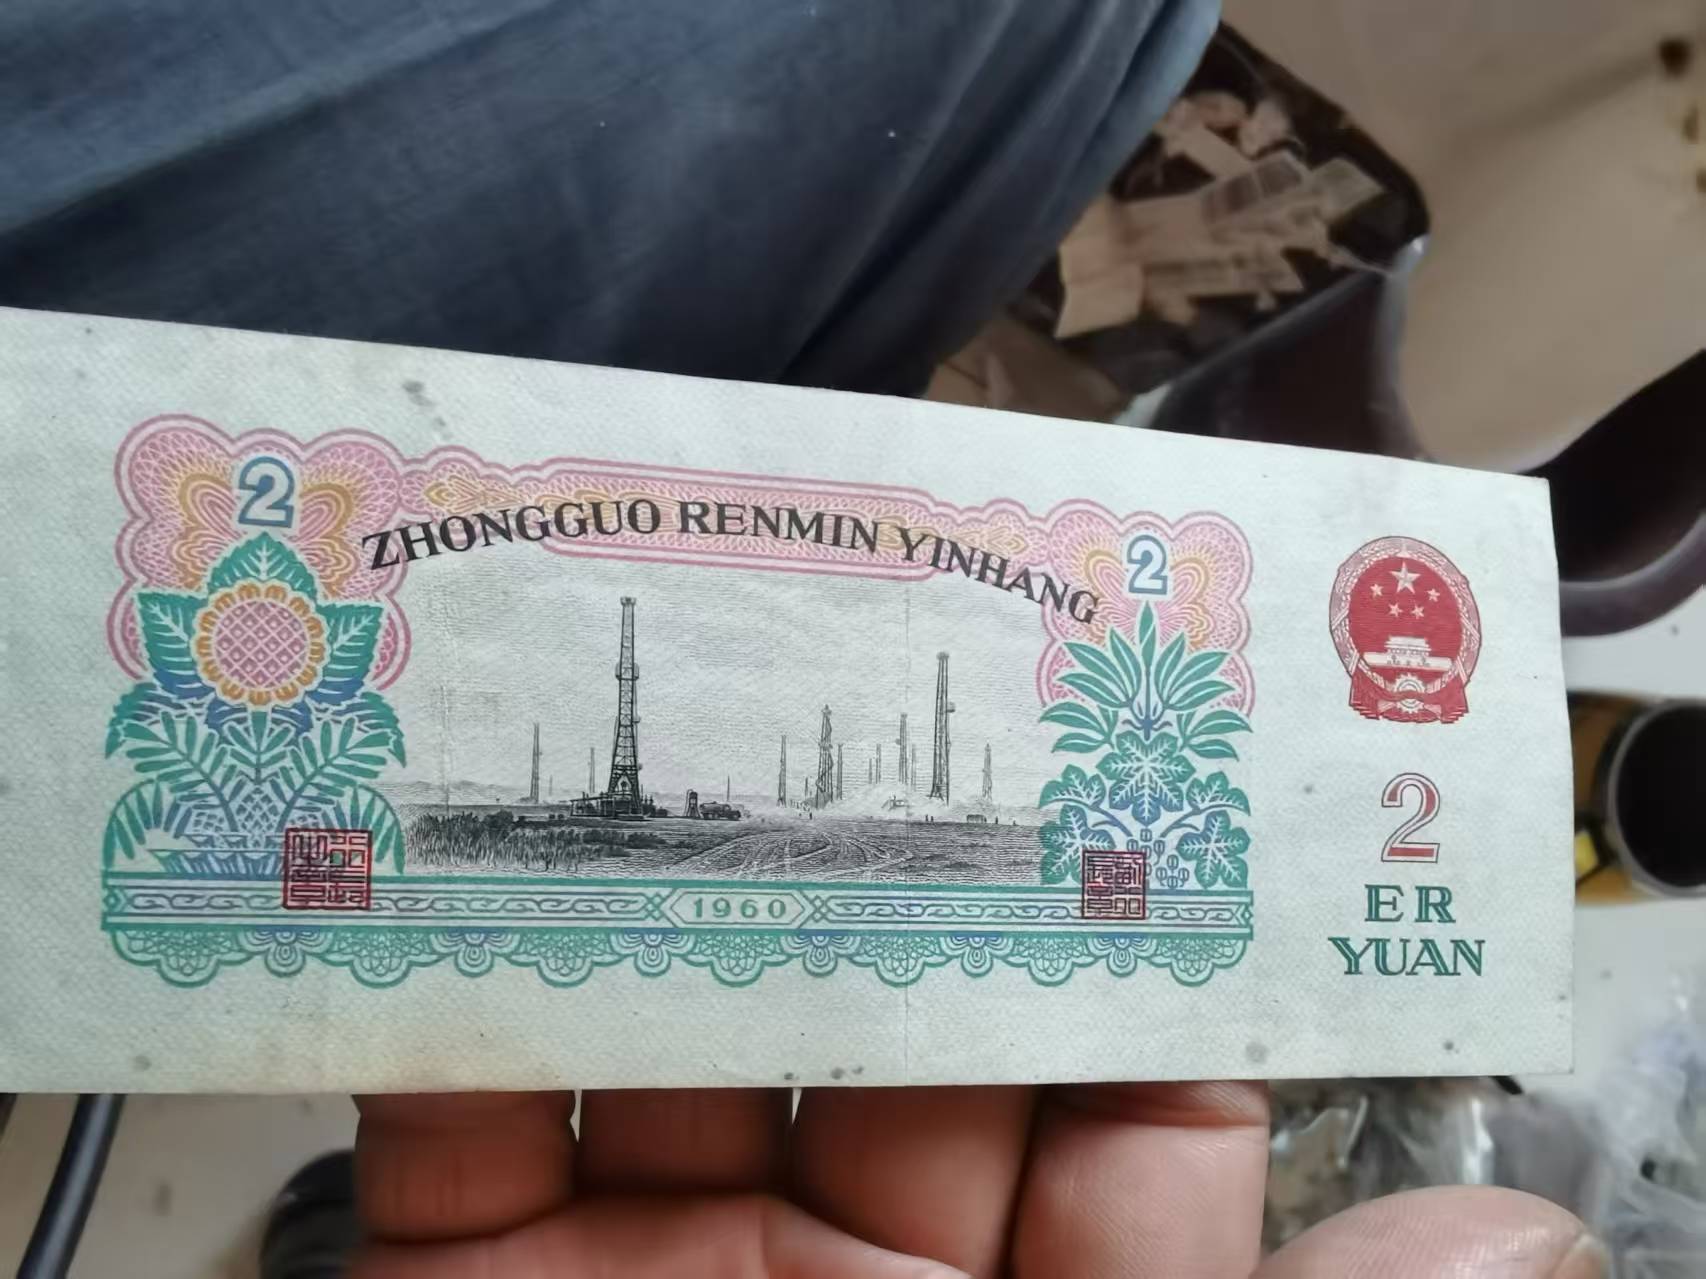 2
2
ZHONGGUO RENMIN YINHANG
1960
2
ER
YUAN